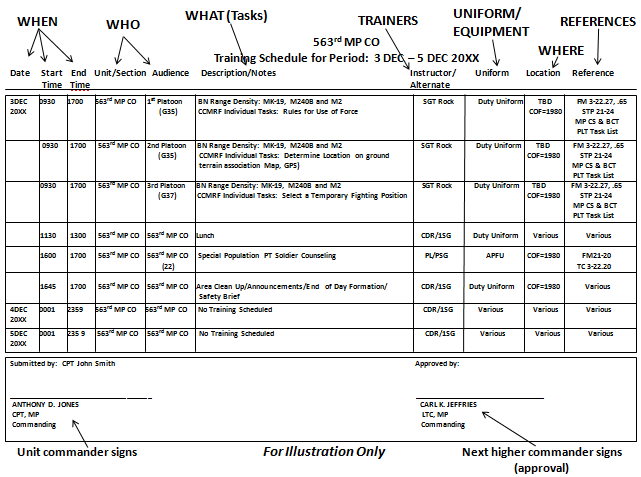 WHEN
WHO
WHAT (Tasks)
TRAINERS
UNIFORM/
EQUIPMENT
REFERENCES
WHERE
563rd MP CO
Training Schedule for Period: 3 DEC – 5 DEC 20XX
Date Start Time End Time Unit/Section Audience Description/Notes Instructor/Alternate Uniform Location Reference
3DEC 20XX 0930 1700 563rd MP CO 1st Platoon (G35) BN Range Density: MK-19, M240B and M2 SGT Rock Duty Uniform TBD FM 3-22.27, .65
CCMRF Individual Tasks: Rules for Use of Force COF=1980 STP 21-24
MP CS & BCT
PLT Task List
0930 1700 563rd MP CO 2nd Platoon (G35) BN Range Density: MK-19, M240B and M2 SGT Rock Duty Uniform TBD FM 3-22.27, .65
CCMRF Individual Tasks: Determine Location on ground COF=1980 STP 21-24
terrain association Map, GPS) MP CS & BCT
PLT Task List
0930 1700 563rd MP CO 3rd Platoon (G37) BN Range Density: MK-19, M240B and M2 SGT Rock Duty Uniform TBD FM 3-22.27, .65
CCMRF Individual Tasks: Select a Temporary Fighting Position COF=1980 STP 21-24
MP CS & BCT
PLT Task List
1130 1300 563rd MP CO 563rd MP CO Lunch CDR/1SG Duty Uniform Various Various
1600 1700 563rd MP CO 563rd MP CO Special Population PT Soldier Counseling PL/PSG APFU COF=1980 FM21-20
(22) TC 3-22.20
1645 1700 563rd MP CO 563rd MP CO Area Clean Up/Announcements/End of Day Formation/ CDR/1SG Duty Uniform COF=1980 Various
Safety Brief
4DEC 20XX 0001 2359 563rd MP CO 563rd MP CO No Training Scheduled CDR/1SG Various Various Various
5DEC 20XX 0001 235 9 563rd MP CO 563rd MP CO No Training Scheduled CDR/1SG Various Various Various
Submitted by: CPT John Smith
Approved by:
ANTHONY D. JONES
CPT, MP
Commanding
CARL K. JEFFRIES
LTC, MP
Commanding
Unit commander signs
For Illustration Only
Next higher commander signs
(approval)